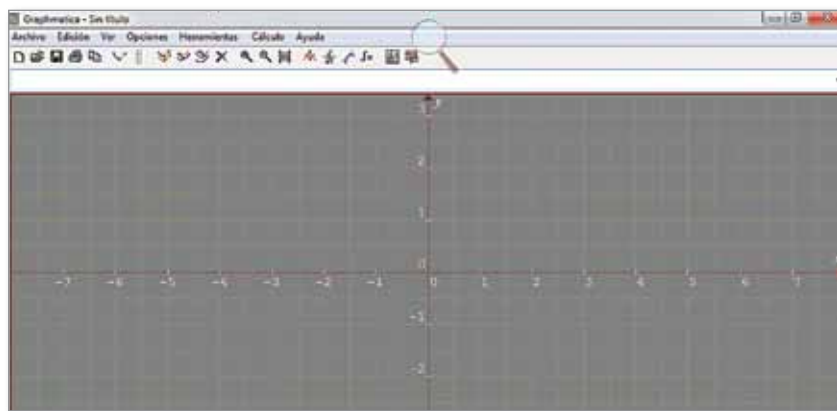 Graphmatica - Sin título
Archivo Edición Ver Opciones Herramientas Cálculo Ayuda
3 y
2
1
0
-7 -6 -5 -4 -3 -2 -1 0 1 2 3 4 5 6 7
-1
-2